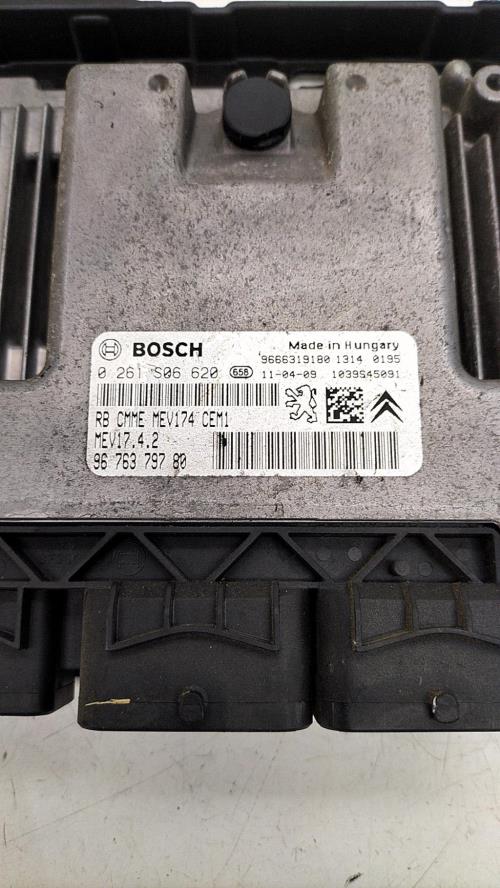 BOSCH
Made in Hungary
9666319180 1314 0195
0 261 S06 620 658 11-04-09 1039S45091
RB CMME MEV174 CEM1
MEV17.4.2
96 763 797 80